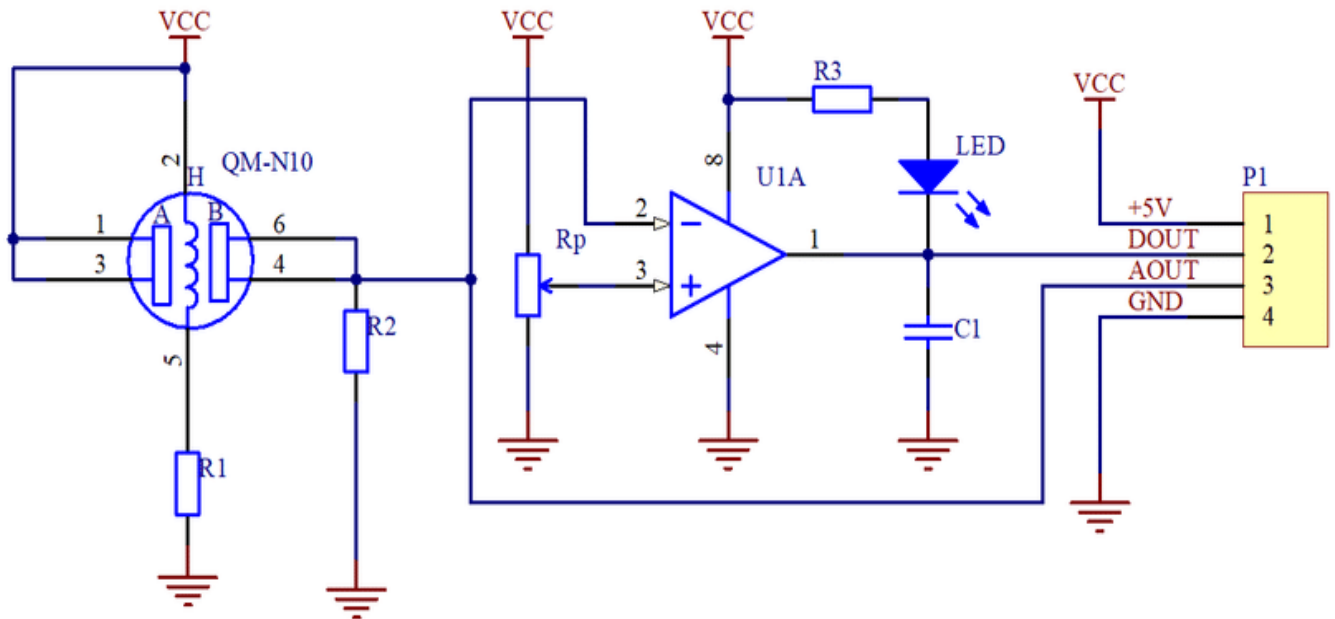 VCC
VCC
VCC
R3
VCC
2
H
QM-N10
8
U1A
LED
P1
1
A
B
6
2
−
+5V
1
3
4
Rp
1
DOUT
2
3
+
AOUT
3
GND
4
5
R2
4
C1
R1